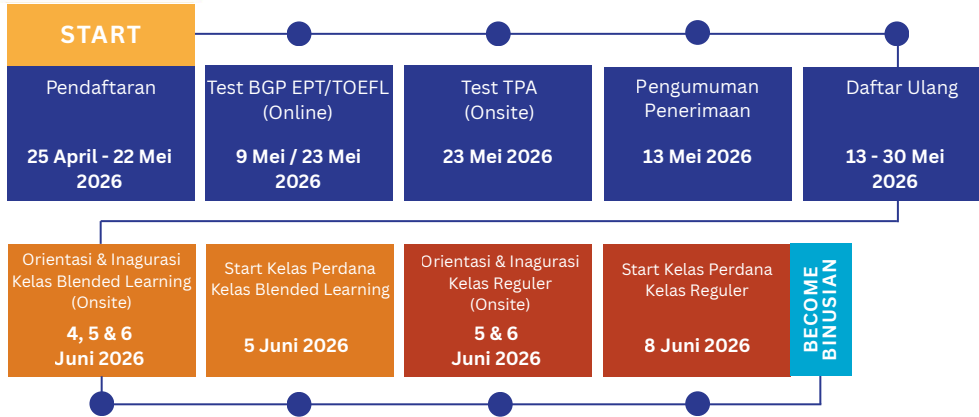 START
Pendaftaran
25 April - 22 Mei
2026
Test BGP EPT/TOEFL
(Online)
9 Mei / 23 Mei
2026
Test TPA
(Onsite)
23 Mei 2026
Pengumuman
Penerimaan
13 Mei 2026
Daftar Ulang
13 - 30 Mei
2026
Orientasi & Inagurasi
Kelas Blended Learning
(Onsite)
4, 5 & 6
Juni 2026
Start Kelas Perdana
Kelas Blended Learning
5 Juni 2026
Orientasi & Inagurasi
Kelas Reguler
(Onsite)
5 & 6
Juni 2026
Start Kelas Perdana
Kelas Reguler
8 Juni 2026
BECOME
BINUSIAN